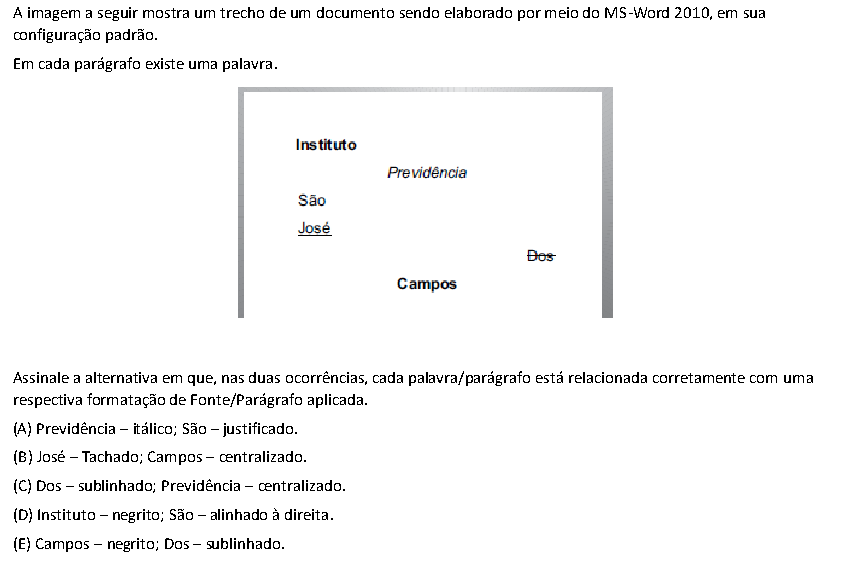 A imagem a seguir mostra um trecho de um documento sendo elaborado por meio do MS-Word 2010, em sua
configuração padrão.
Em cada parágrafo existe uma palavra.
Instituto
Previdência
São
José
Dos
Campos
Assinale a alternativa em que, nas duas ocorrências, cada palavra/parágrafo está relacionada corretamente com uma
respectiva formatação de Fonte/Parágrafo aplicada.
(A) Previdência – itálico; São – justificado.
(B) José – Tachado; Campos – centralizado.
(C) Dos – sublinhado; Previdência – centralizado.
(D) Instituto – negrito; São – alinhado à direita.
(E) Campos – negrito; Dos – sublinhado.